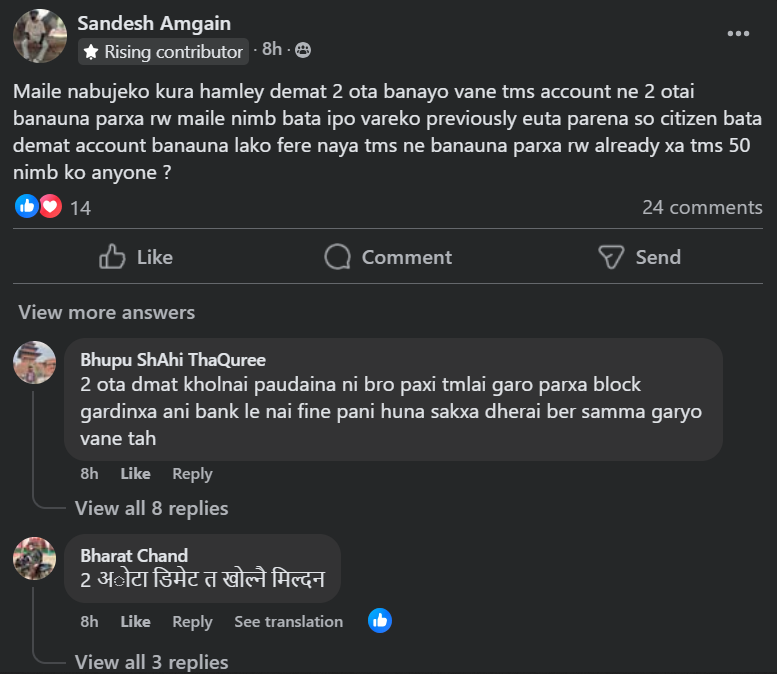 Sandesh Amgain
Rising contributor · 8h ·
Maile nabujeko kura hamley demat 2 ota banayo vane tms account ne 2 otai
banauna parxa rw maile nimb bata ipo vareko previously euta parena so citizen bata
demat account banauna lako fere naya tms ne banauna parxa rw already xa tms 50
nimb ko anyone ?
14
24 comments
Like Comment Send
View more answers
Bhupu ShAhi ThaQuree
2 ota dmat kholnai paudaina ni bro paxi tmlai garo parxa block
gardinxa ani bank le nai fine pani huna sakxa dherai ber samma garyo
vane tah
8h Like Reply
View all 8 replies
Bharat Chand
2 अोटा डिमेट त खोल्नै मिल्दन
8h Like Reply See translation
View all 3 replies